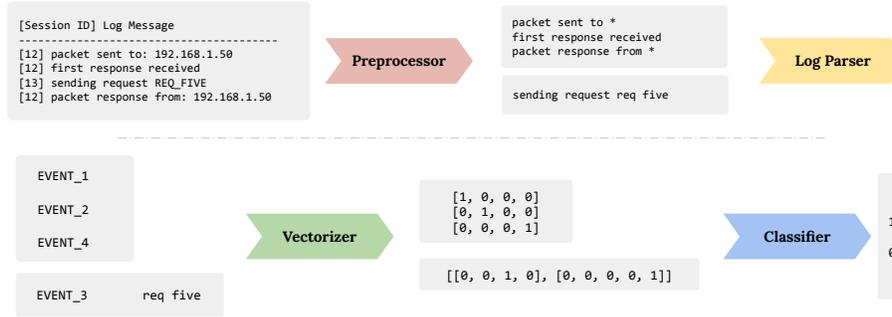 [Session ID] Log Message
---------------------------------------
[12] packet sent to: 192.168.1.50
[12] first response received
[13] sending request REQ_FIVE
[12] packet response from: 192.168.1.50
Preprocessor
packet sent to *
first response received
packet response from *
sending request req five
Log Parser
EVENT_1
EVENT_2
EVENT_4
EVENT_3 req five
Vectorizer
[1, 0, 0, 0]
[0, 1, 0, 0]
[0, 0, 0, 1]
[[0, 0, 1, 0], [0, 0, 0, 0, 1]]
Classifier